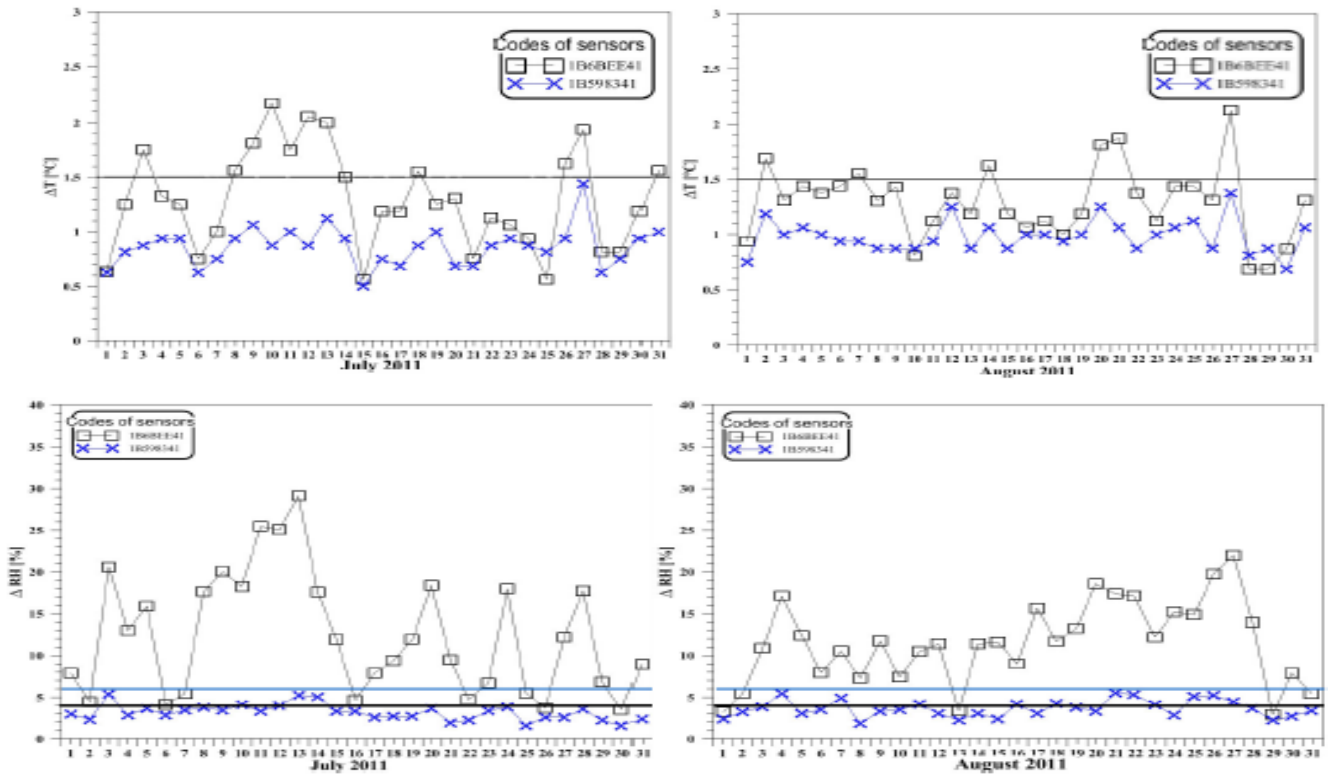 3
2.5
2
1.5
1
0.5
0
ΔT [°C]
Codes of sensors
1B6BEE41
1B598341
1 2 3 4 5 6 7 8 9 10 11 12 13 14 15 16 17 18 19 20 21 22 23 24 25 26 27 28 29 30 31
July 2011
3
2.5
2
1.5
1
0.5
0
ΔT [°C]
Codes of sensors
1B6BEE41
1B598341
1 2 3 4 5 6 7 8 9 10 11 12 13 14 15 16 17 18 19 20 21 22 23 24 25 26 27 28 29 30 31
August 2011
40
35
30
25
20
15
10
5
0
Δ RH [%]
Codes of sensors
1B6BEE41
1B598341
1 2 3 4 5 6 7 8 9 10 11 12 13 14 15 16 17 18 19 20 21 22 23 24 25 26 27 28 29 30 31
July 2011
40
35
30
25
20
15
10
5
0
Δ RH [%]
Codes of sensors
1B6BEE41
1B598341
1 2 3 4 5 6 7 8 9 10 11 12 13 14 15 16 17 18 19 20 21 22 23 24 25 26 27 28 29 30 31
August 2011